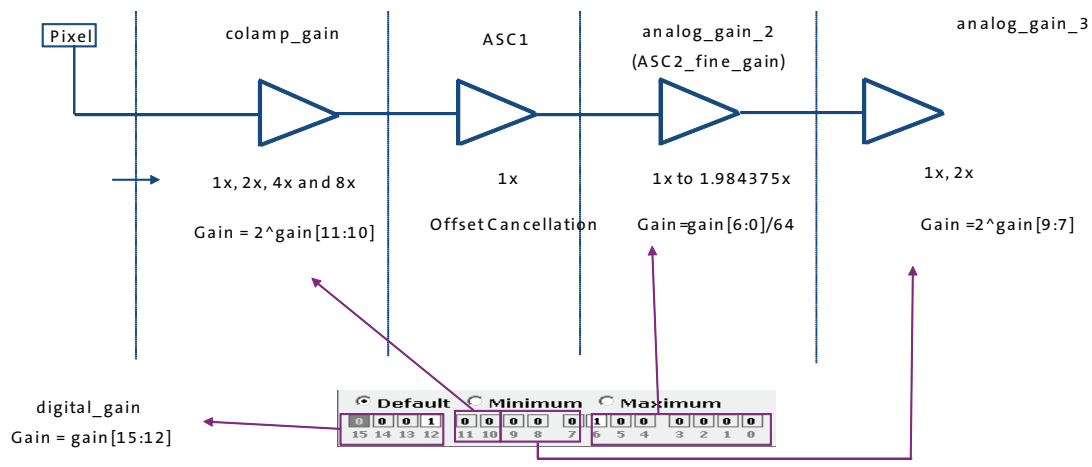 Pixel
colamp_gain
ASC1
analog_gain_2
(ASC2_fine_gain)
analog_gain_3
1x, 2x, 4x and 8x
1x
1x to 1.984375x
1x, 2x
Gain = 2^gain[11:10]
Offset Cancellation
Gain=gain[6:0]/64
Gain =2^gain[9:7]
digital_gain
Gain = gain[15:12]
Default Minimum Maximum
0 0 0 1 0 0 0 0 0 1 0 0 0 0 0 0
15 14 13 12 11 10 9 8 7 6 5 4 3 2 1 0